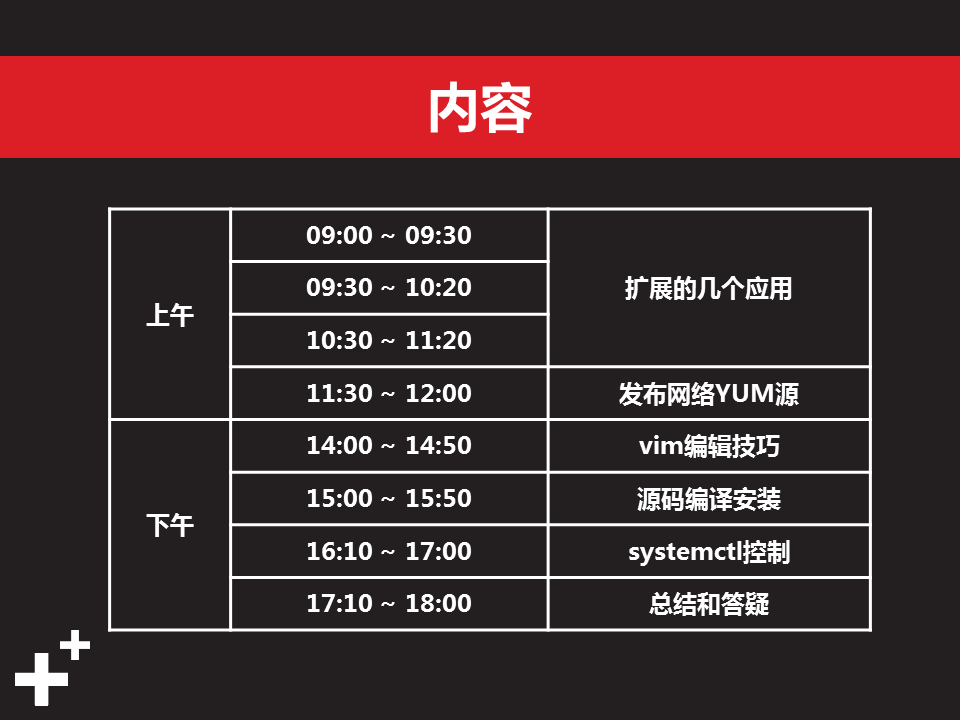 内容
上午
09:00 ~ 09:30
扩展的几个应用
09:30 ~ 10:20
10:30 ~ 11:20
11:30 ~ 12:00
发布网络YUM源
下午
14:00 ~ 14:50
vim编辑技巧
15:00 ~ 15:50
源码编译安装
16:10 ~ 17:00
systemctl控制
17:10 ~ 18:00
总结和答疑